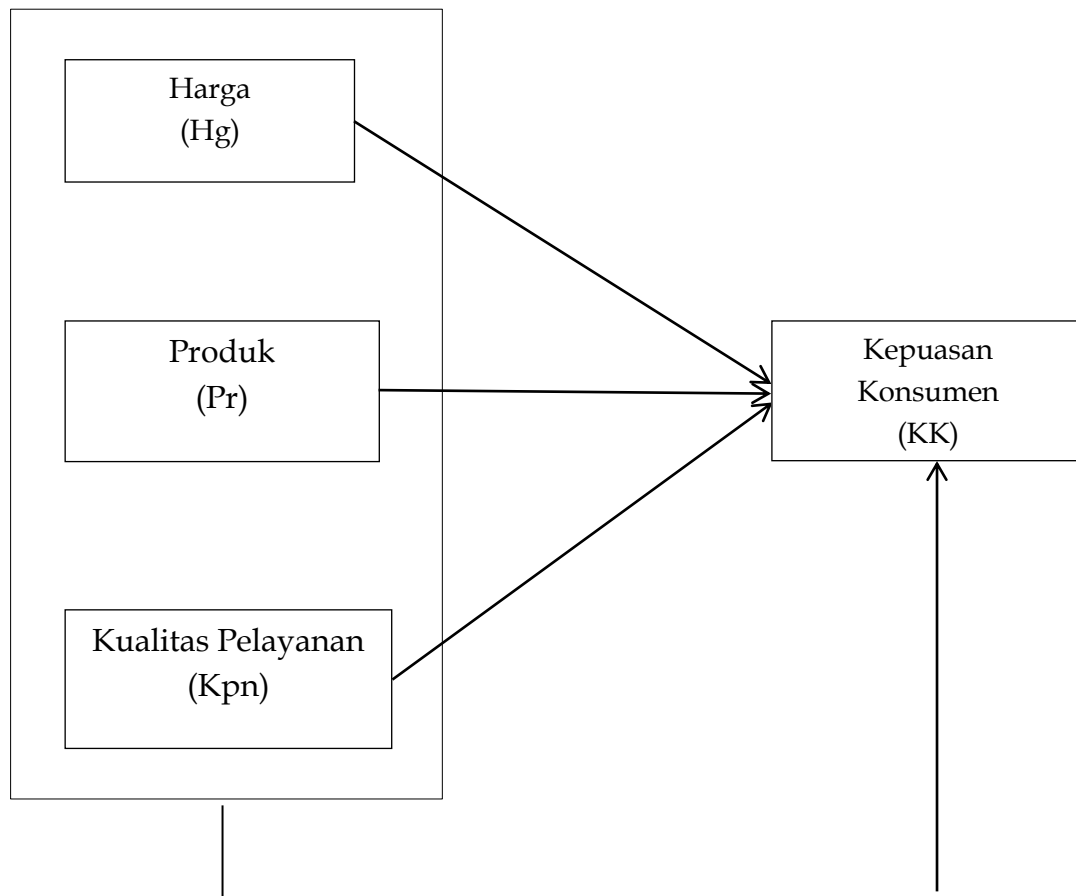 Harga
(Hg)
Produk
(Pr)
Kualitas Pelayanan
(Kpn)
Kepuasan
Konsumen
(KK)